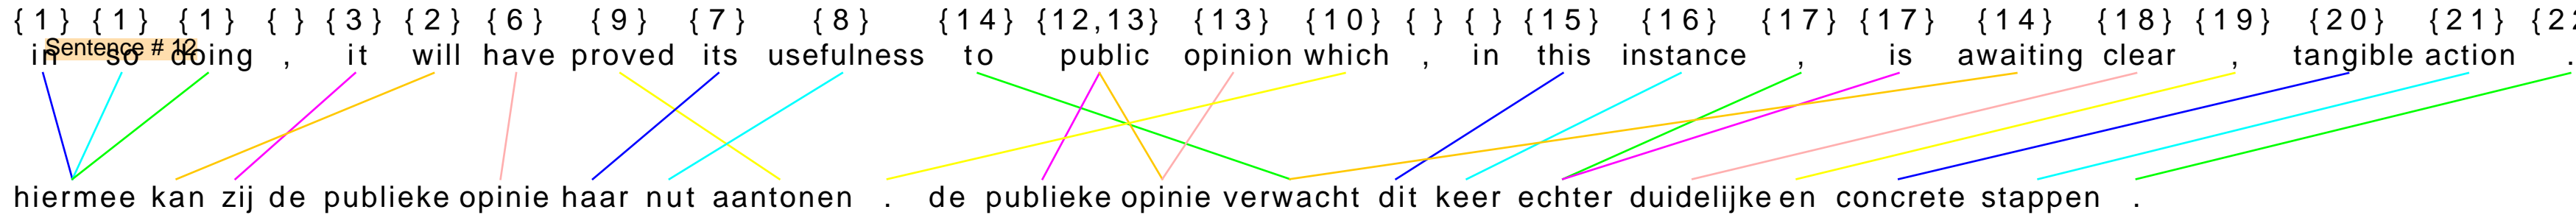 {1} {1} {1} {} {3} {2} {6} {9} {7} {8} {14} {12,13} {13} {10} {} {} {15} {16} {17} {17} {14} {18} {19} {20} {21} {22
Sentence # 12
in so doing , it will have proved its usefulness to public opinion which , in this instance , is awaiting clear , tangible action .
hiermee kan zij de publieke opinie haar nut aantonen . de publieke opinie verwacht dit keer echter duidelijke en concrete stappen .